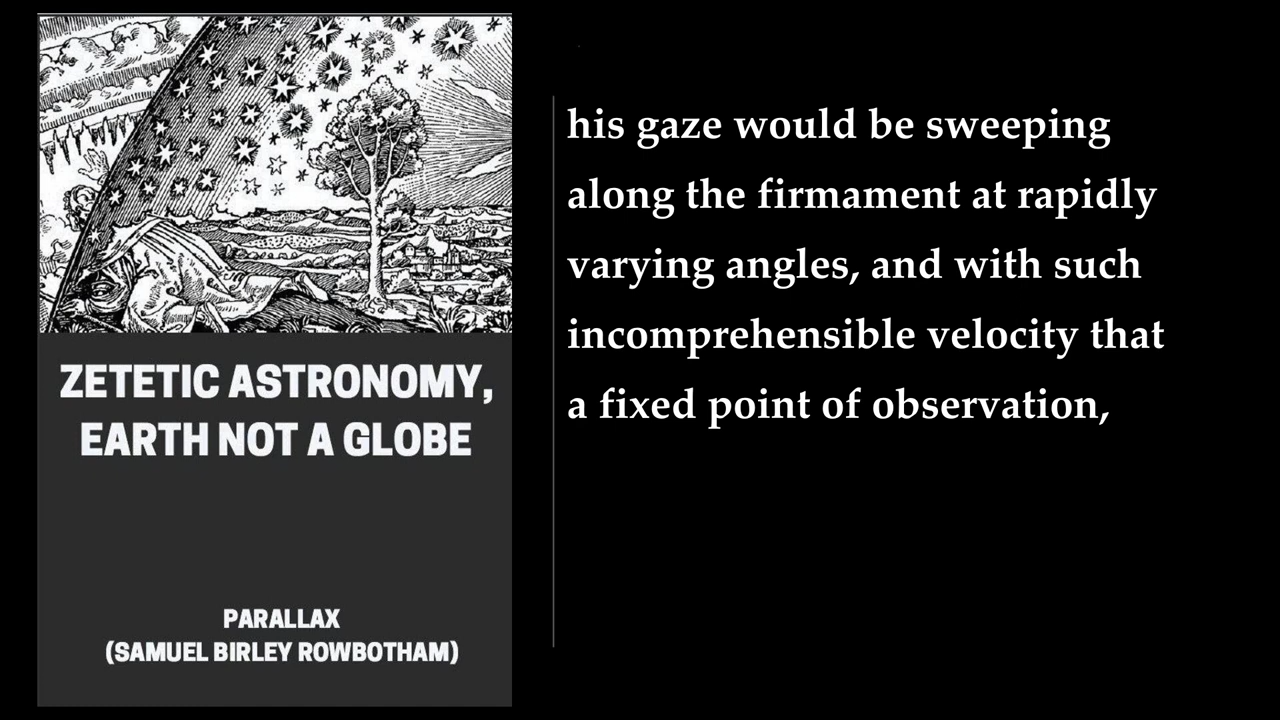 ZETETIC ASTRONOMY,
EARTH NOT A GLOBE
PARALLAX
(SAMUEL BIRLEY ROWBOTHAM)
his gaze would be sweeping
along the firmament at rapidly
varying angles, and with such
incomprehensible velocity that
a fixed point of observation,